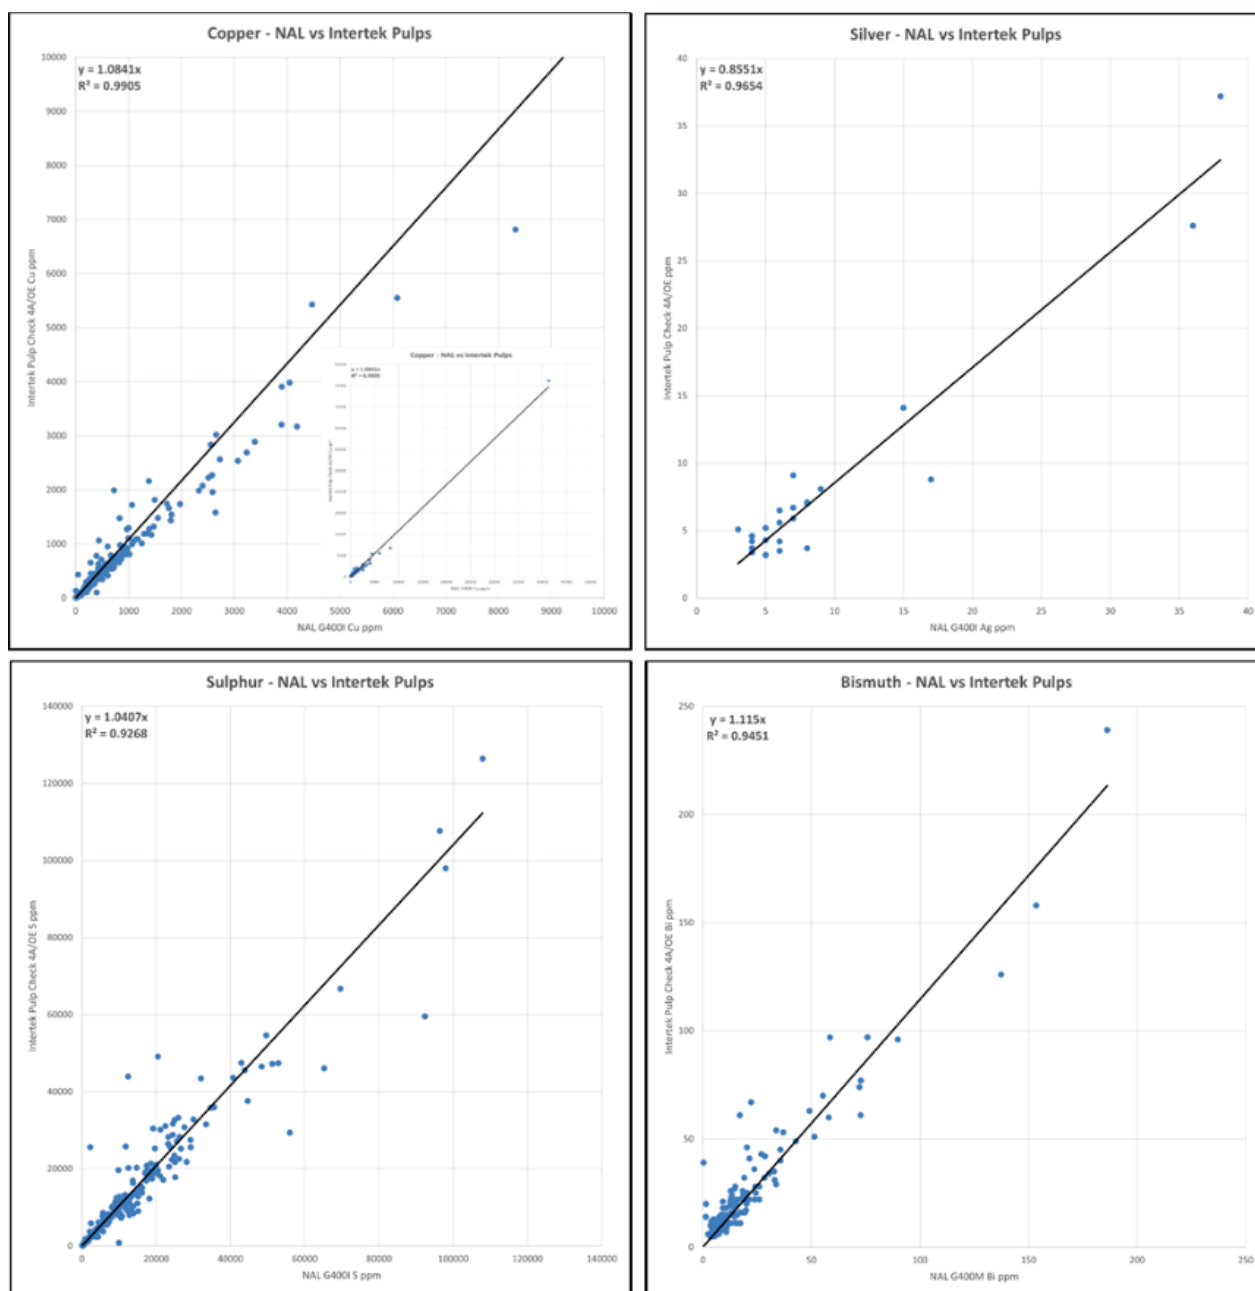 Copper - NAL vs Intertek Pulps
y = 1.0841x
R² = 0.9905
10000
9000
8000
7000
6000
5000
4000
3000
2000
1000
0
Intertek Pulp Check 4A/OE Cu ppm
0 1000 2000 3000 4000 5000 6000 7000 8000 9000 10000
NAL G400I Cu ppm
Copper - NAL vs Intertek Pulps
NAL G400I Cu ppm
Silver - NAL vs Intertek Pulps
y = 0.8551x
R² = 0.9654
40
35
30
25
20
15
10
5
0
Intertek Pulp Check 4A/OE ppm
0 5 10 15 20 25 30 35 40
NAL G400I Ag ppm
Sulphur - NAL vs Intertek Pulps
y = 1.0407x
R² = 0.9268
140000
120000
100000
80000
60000
40000
20000
0
Intertek Pulp Check 4A/OE S ppm
0 20000 40000 60000 80000 100000 120000 140000
NAL G400I S ppm
Bismuth - NAL vs Intertek Pulps
y = 1.115x
R² = 0.9451
250
200
150
100
50
0
Intertek Pulp Check 4A/OE Bi ppm
0 50 100 150 200 250
NAL G400M Bi ppm